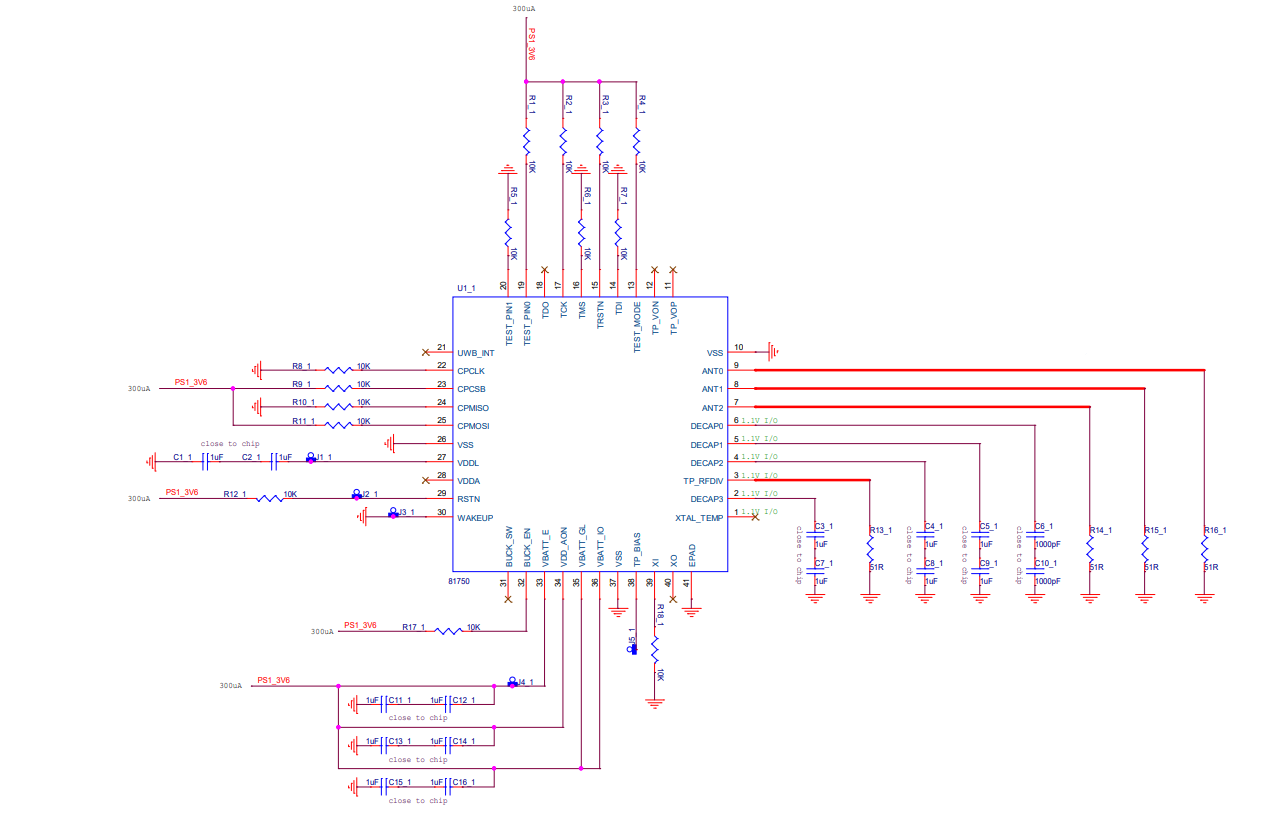 300uA
PS1_3V6
R1_1
R2_1
R3_1
R4_1
10K
10K
10K
10K
R5_1
R6_1
R7_1
10K
10K
10K
U1_1
20
19
18
17
16
15
14
13
12
11
TEST_PIN1
TEST_PIN0
TDO
TCK
TMS
TRSTN
TDI
TEST_MODE
TP_VON
TP_VOP
21 UWB_INT
R8_1 10K 22 CPCLK
300uA PS1_3V6 R9_1 10K 23 CPCSB
R10_1 10K 24 CPMISO
R11_1 10K 25 CPMOSI
26 VSS
close to chip
C1_1 1uF C2_1 1uF J1_1 27 VDDL
28 VDDA
300uA PS1_3V6 R12_1 10K J2_1 29 RSTN
J3_1 30 WAKEUP
VSS 10
ANT0 9
ANT1 8
ANT2 7
DECAP0 6 1.1V I/O
DECAP1 5 1.1V I/O
DECAP2 4 1.1V I/O
TP_RFDIV 3 1.1V I/O
DECAP3 2 1.1V I/O
XTAL_TEMP 1 1.1V I/O
close to chip
C3_1
1uF
C7_1
1uF
R13_1
51R
close to chip
C4_1
1uF
C8_1
1uF
close to chip
C5_1
1uF
C9_1
1uF
close to chip
C6_1
1000pF
C10_1
1000pF
R14_1
51R
R15_1
51R
R16_1
51R
BUCK_SW
BUCK_EN
VBATT_E
VDD_AON
VBATT_GL
VBATT_IO
VSS
TP_BIAS
XI
XO
EPAD
81750
31
32
33
34
35
36
37
38
39
40
41
300uA PS1_3V6 R17_1 10K
J5_1
R18_1
10K
300uA PS1_3V6 J4_1
1uF C11_1 1uF C12_1
close to chip
1uF C13_1 1uF C14_1
close to chip
1uF C15_1 1uF C16_1
close to chip